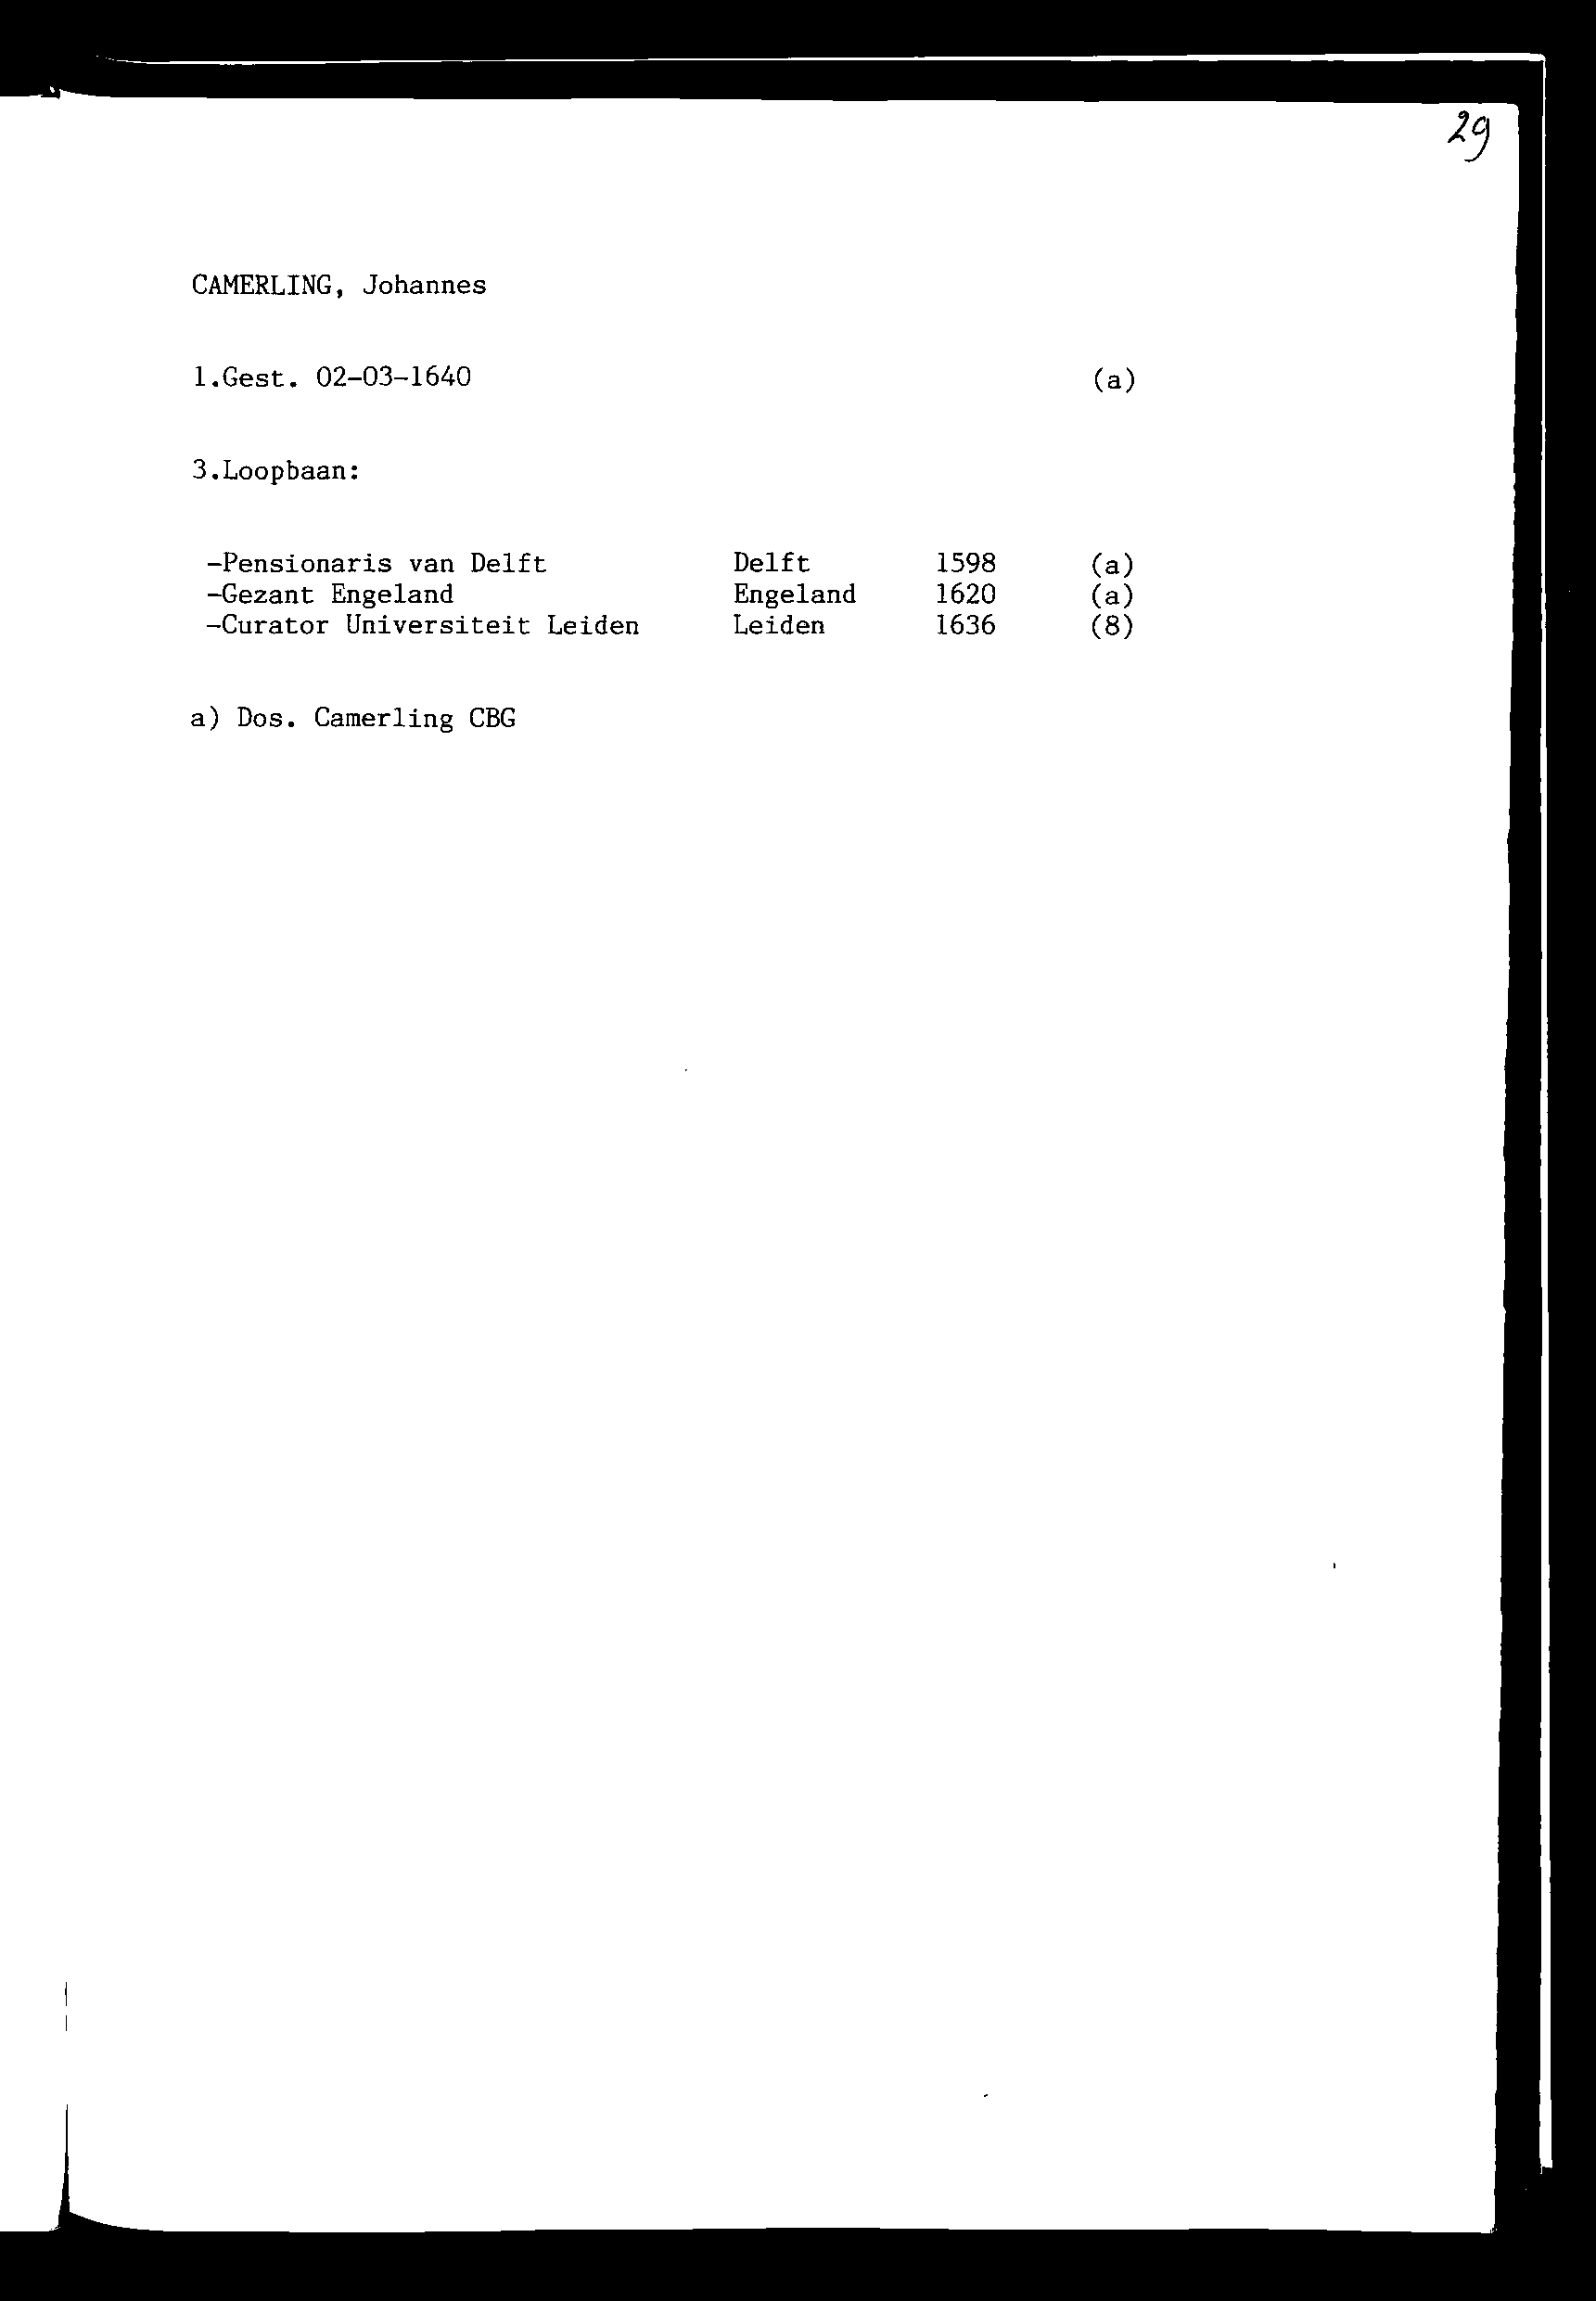 29
CAMERLING, Johannes
1.Gest. 02-03-1640 (a)
3.Loopbaan:
-Pensionaris van Delft Delft 1598 (a)
-Gezant Engeland Engeland 1620 (a)
-Curator Universiteit Leiden Leiden 1636 (8)
a) Dos. Camerling CBG